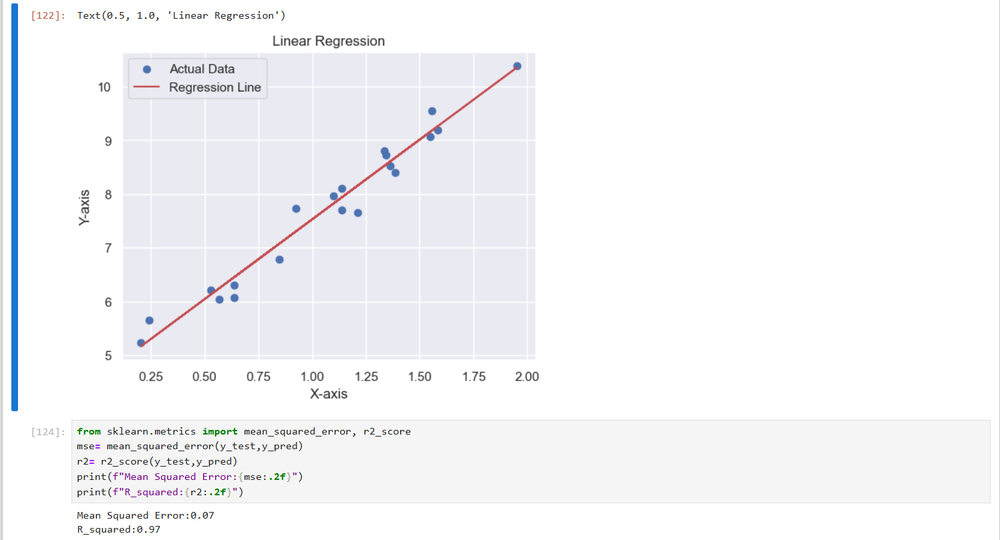 [122]: Text(0.5, 1.0, 'Linear Regression')
Linear Regression
Actual Data
Regression Line
10
9
8
7
6
5
Y-axis
0.25 0.50 0.75 1.00 1.25 1.50 1.75 2.00
X-axis
[124]: from sklearn.metrics import mean_squared_error, r2_score
mse= mean_squared_error(y_test,y_pred)
r2= r2_score(y_test,y_pred)
print(f"Mean Squared Error:{mse:.2f}")
print(f"R_squared:{r2:.2f}")
Mean Squared Error:0.07
R_squared:0.97